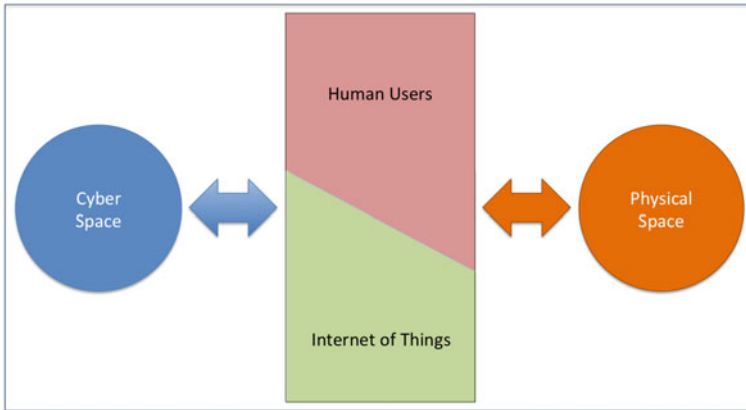 Human Users
Cyber
Space
Physical
Space
Internet of Things